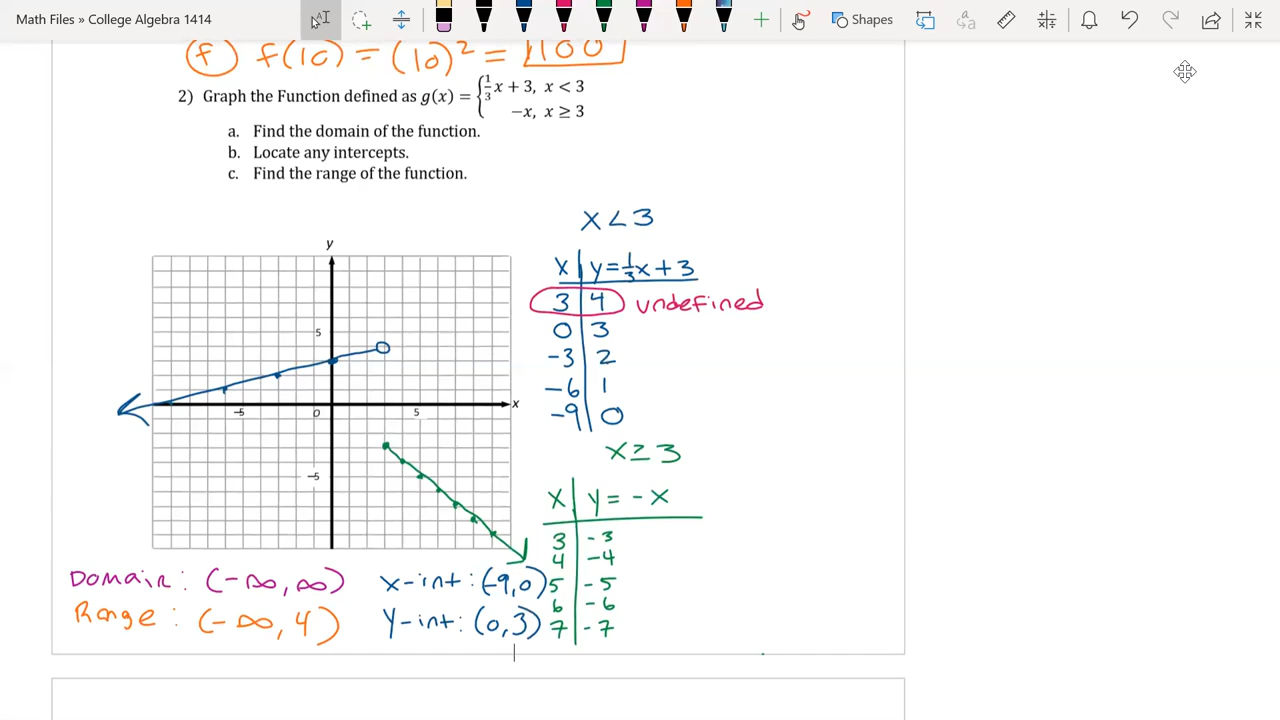 Math Files » College Algebra 1414
Shapes
(f) f(10) = (10)² = 100
2) Graph the Function defined as g(x) = { 1/3 x + 3, x < 3
−x, x ≥ 3
a. Find the domain of the function.
b. Locate any intercepts.
c. Find the range of the function.
x < 3
x | y = 1/3 x + 3
3 | 4 undefined
0 | 3
-3 | 2
-6 | 1
-9 | 0
y
5
x
-5 0 5
-5
x ≥ 3
x | y = - x
3 | - 3
4 | - 4
5 | - 5
6 | - 6
7 | - 7
Domain: (-∞, ∞)
x-int: (-9, 0)
Range: (-∞, 4)
Y-int: (0, 3)